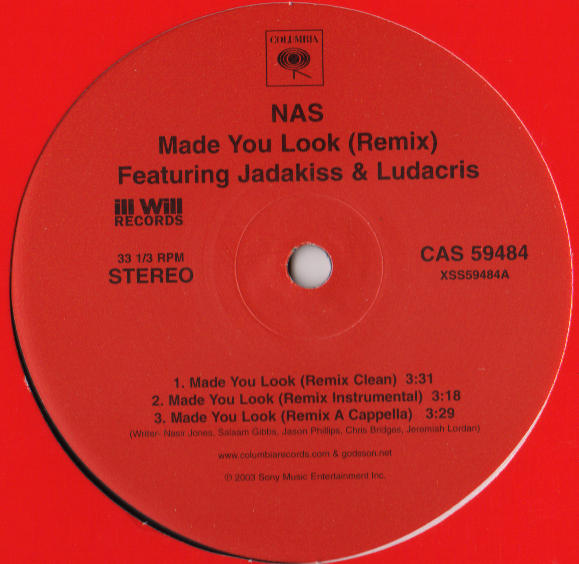 COLUMBIA
NAS
Made You Look (Remix)
Featuring Jadakiss & Ludacris
ill Will
RECORDS
33 1/3 RPM
STEREO
CAS 59484
XSS59484A
1. Made You Look (Remix Clean) 3:31
2. Made You Look (Remix Instrumental) 3:18
3. Made You Look (Remix A Cappella) 3:29
(Writer- Nasir Jones, Salaam Gibbs, Jason Phillips, Chris Bridges, Jeremiah Lordan)
www.columbiarecords.com & godsson.net
© 2003 Sony Music Entertainment Inc.